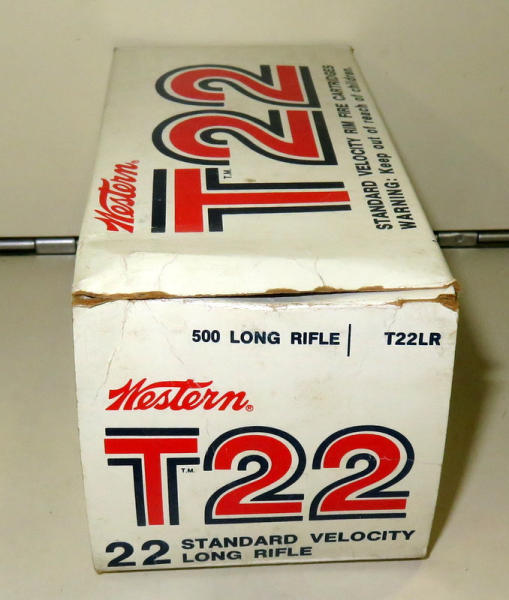 Western®
T22
T.M.
STANDARD VELOCITY RIM FIRE CARTRIDGES
WARNING: Keep out of reach of children.
500 LONG RIFLE | T22LR
Western®
T22
T.M.
22 STANDARD VELOCITY
LONG RIFLE